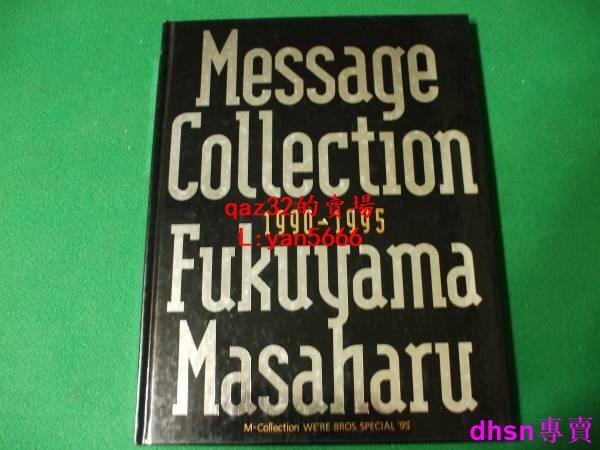 Message
Collection
qaz32的賣場
1990→1995
L:yan5666
Fukuyama
Masaharu
M-Collection WE'RE BROS. SPECIAL '95
dhsn專賣